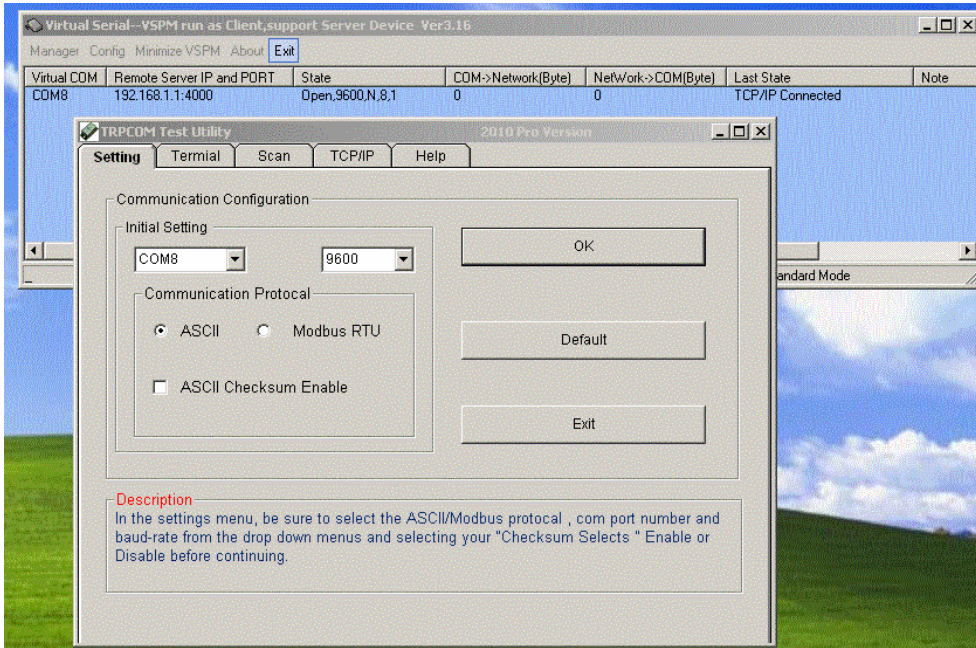 Virtual Serial--VSPM run as Client,support Server Device Ver3.16
Manager Config Minimize VSPM About Exit
Virtual COM Remote Server IP and PORT State COM->Network(Byte) NetWork->COM(Byte) Last State Note
COM8 192.168.1.1:4000 Open,9600,N,8,1 0 0 TCP/IP Connected
TRPCOM Test Utility 2010 Pro Version
Setting Termial Scan TCP/IP Help
Communication Configuration
Initial Setting
COM8 9600
OK
andard Mode
Communication Protocal
ASCII Modbus RTU
Default
ASCII Checksum Enable
Exit
Description
In the settings menu, be sure to select the ASCII/Modbus protocal , com port number and
baud-rate from the drop down menus and selecting your "Checksum Selects " Enable or
Disable before continuing.